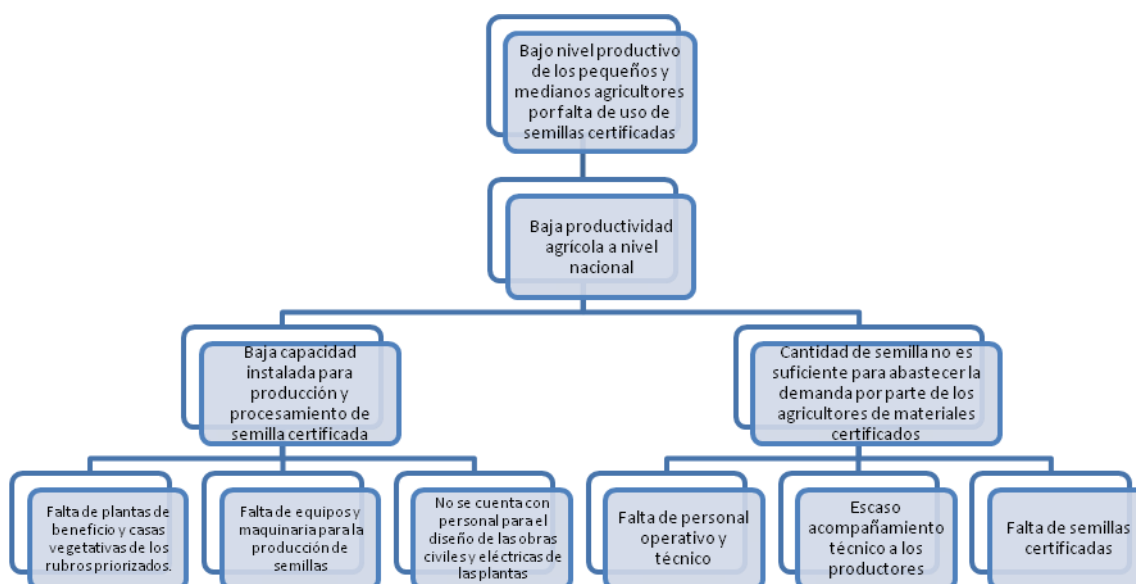 Bajo nivel productivo
de los pequeños y
medianos agricultores
por falta de uso de
semillas certificadas
Baja productividad
agrícola a nivel
nacional
Baja capacidad
instalada para
producción y
procesamiento de
semilla certificada
Cantidad de semilla no es
suficiente para abastecer la
demanda por parte de los
agricultores de materiales
certificados
Falta de plantas de
beneficio y casas
vegetativas de los
rubros priorizados.
Falta de equipos y
maquinaria para la
producción de
semillas
No se cuenta con
personal para el
diseño de las obras
civiles y eléctricas de
las plantas
Falta de personal
operativo y
técnico
Escaso
acompañamiento
técnico a los
productores
Falta de semillas
certificadas